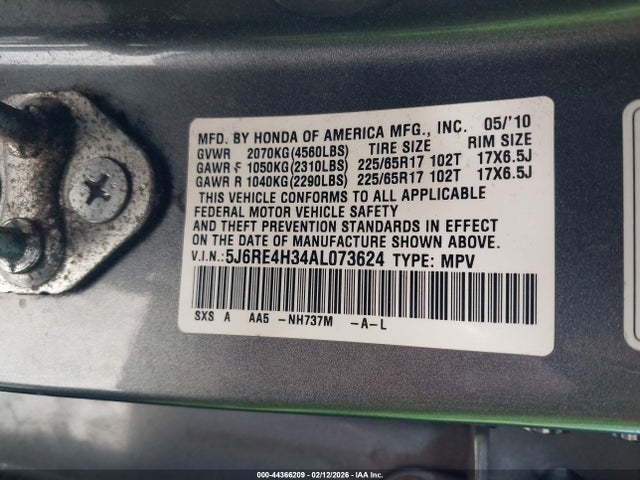 MFD. BY HONDA OF AMERICA MFG., INC. 05/'10
GVWR 2070KG(4560LBS) TIRE SIZE RIM SIZE
GAWR F 1050KG(2310LBS) 225/65R17 102T 17X6.5J
GAWR R 1040KG(2290LBS) 225/65R17 102T 17X6.5J
THIS VEHICLE CONFORMS TO ALL APPLICABLE
FEDERAL MOTOR VEHICLE SAFETY
AND THEFT PREVENTION STANDARDS IN EFFECT
ON THE DATE OF MANUFACTURE SHOWN ABOVE.
V.I.N.:5J6RE4H34AL073624 TYPE: MPV
SXS A AA5 -NH737M -A-L
000-44366209 - 02/12/2026 - IAA Inc.